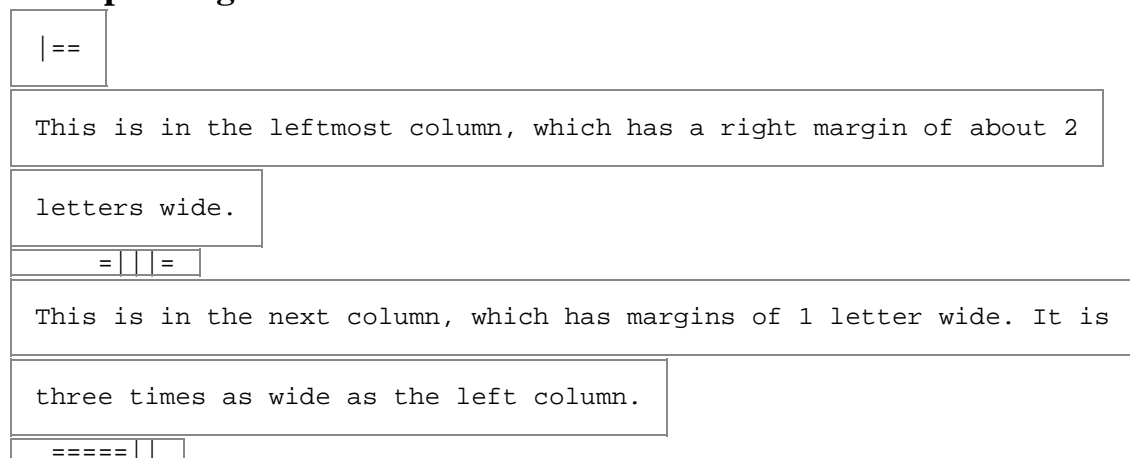 |==
This is in the leftmost column, which has a right margin of about 2
letters wide.
=|||=
This is in the next column, which has margins of 1 letter wide. It is
three times as wide as the left column.
=====||